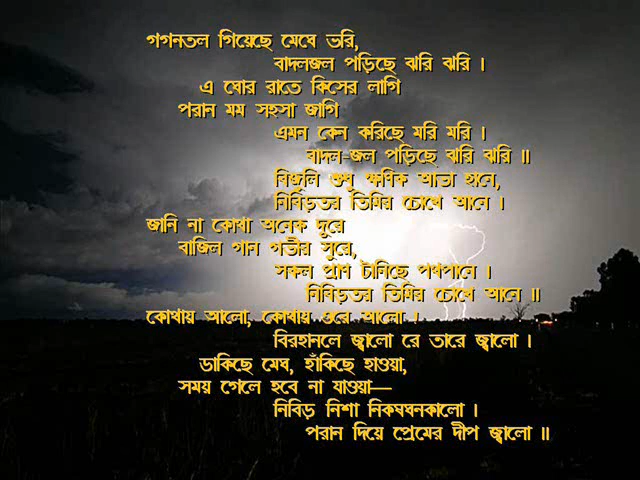 গগনতল গিয়েছে মেঘে ভরি,
বাদলজল পড়িছে ঝরি ঝরি ।
এ ঘোর রাতে কিসের লাগি
পরান মম সহসা জাগি
এমন কেন করিছে মরি মরি ।
বাদল-জল পড়িছে ঝরি ঝরি ॥
বিজুলি শুধু ক্ষণিক আভা হানে,
নিবিড়তর তিমির চোখে আনে ।
জানি না কোথা অনেক দূরে
বাজিল গান গভীর সুরে,
সকল প্রাণ টানিছে পথপানে ।
নিবিড়তর তিমির চোখে আনে ॥
কোথায় আলো, কোথায় ওরে আলো ।
বিরহানলে জ্বালো রে তারে জ্বালো ।
ডাকিছে মেঘ, হাঁকিছে হাওয়া,
সময় গেলে হবে না যাওয়া—
নিবিড় নিশা নিকষঘনকালো ।
পরান দিয়ে প্রেমের দীপ জ্বালো ॥